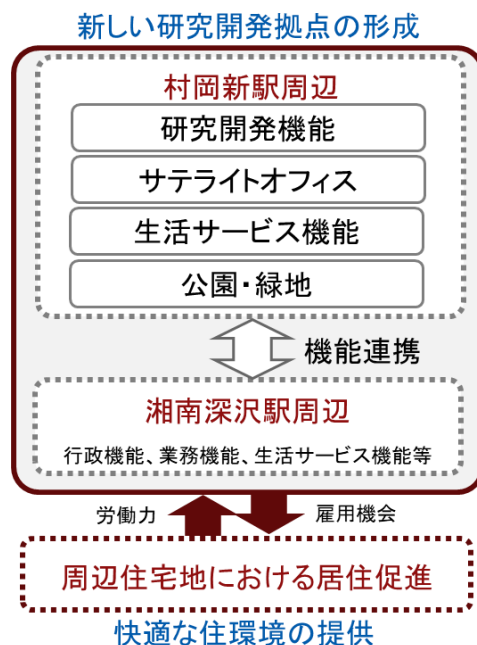 新しい研究開発拠点の形成
村岡新駅周辺
研究開発機能
サテライトオフィス
生活サービス機能
公園・緑地
機能連携
湘南深沢駅周辺
行政機能、業務機能、生活サービス機能等
労働力
雇用機会
周辺住宅地における居住促進
快適な住環境の提供